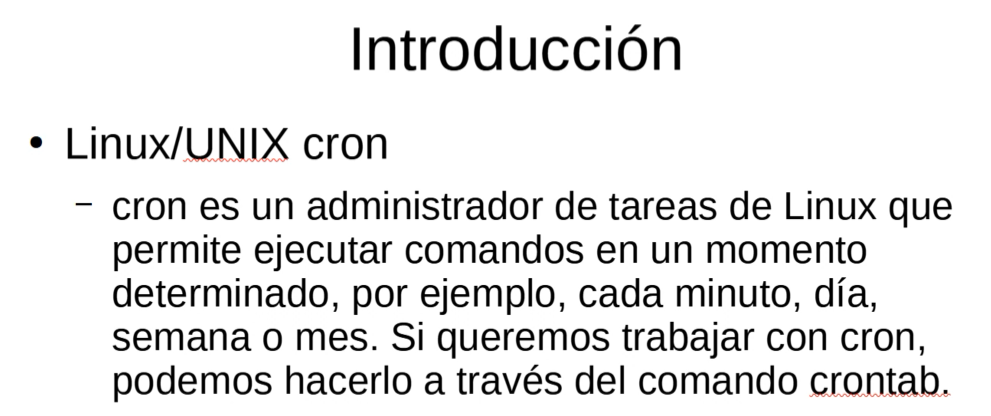 Introducción
• Linux/UNIX cron
– cron es un administrador de tareas de Linux que
permite ejecutar comandos en un momento
determinado, por ejemplo, cada minuto, día,
semana o mes. Si queremos trabajar con cron,
podemos hacerlo a través del comando crontab.